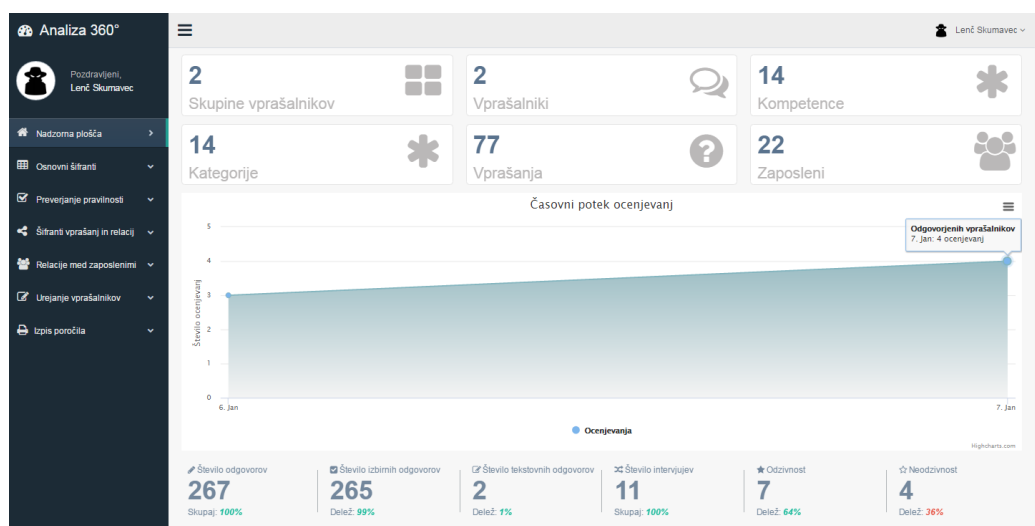 Analiza 360°
Lenč Skumavec
Pozdravljeni,
Lenč Skumavec
Nadzorna plošča
Osnovni šifranti
Preverjanje pravilnosti
Šifranti vprašanj in relacij
Relacije med zaposlenimi
Urejanje vprašalnikov
Izpis poročila
2
Skupine vprašalnikov
2
Vprašalniki
14
Kompetence
14
Kategorije
77
Vprašanja
22
Zaposleni
Časovni potek ocenjevanj
Odgovorjenih vprašalnikov
7. Jan: 4 ocenjevanj
Število ocenjevanj
5
4
3
2
1
0
6. Jan
7. Jan
Ocenjevanja
Highcharts.com
Število odgovorov
267
Skupaj: 100%
Število izbirnih odgovorov
265
Delež: 99%
Število tekstovnih odgovorov
2
Delež: 1%
Število intervjujev
11
Skupaj: 100%
Odzivnost
7
Delež: 64%
Neodzivnost
4
Delež: 36%